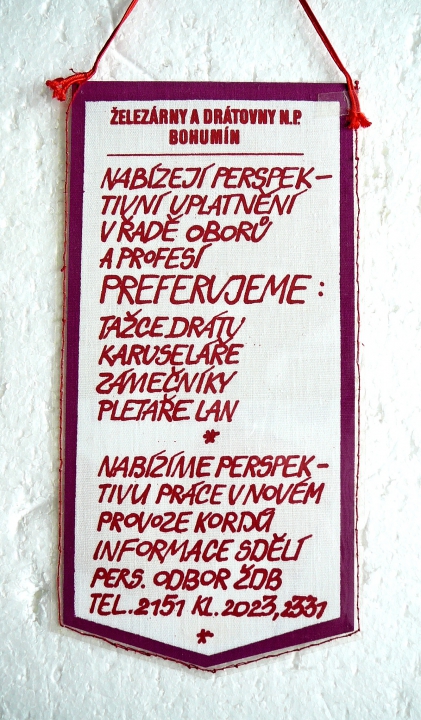 ŽELEZÁRNY A DRÁTOVNY N.P.
BOHUMÍN
NABÍZEJÍ PERSPEK-
TIVNÍ UPLATNĚNÍ
V ŘADĚ OBORŮ
A PROFESÍ
PREFERUJEME:
TAŽCE DRÁTU
KARUSELÁŘE
ZÁMEČNÍKY
PLETAŘE LAN
*
NABÍZÍME PERSPEK-
TIVU PRÁCE V NOVÉM
PROVOZE KORDŮ
INFORMACE SDĚLÍ
PERS. ODBOR ŽDB
TEL. 2151 KL. 2023, 2331
*